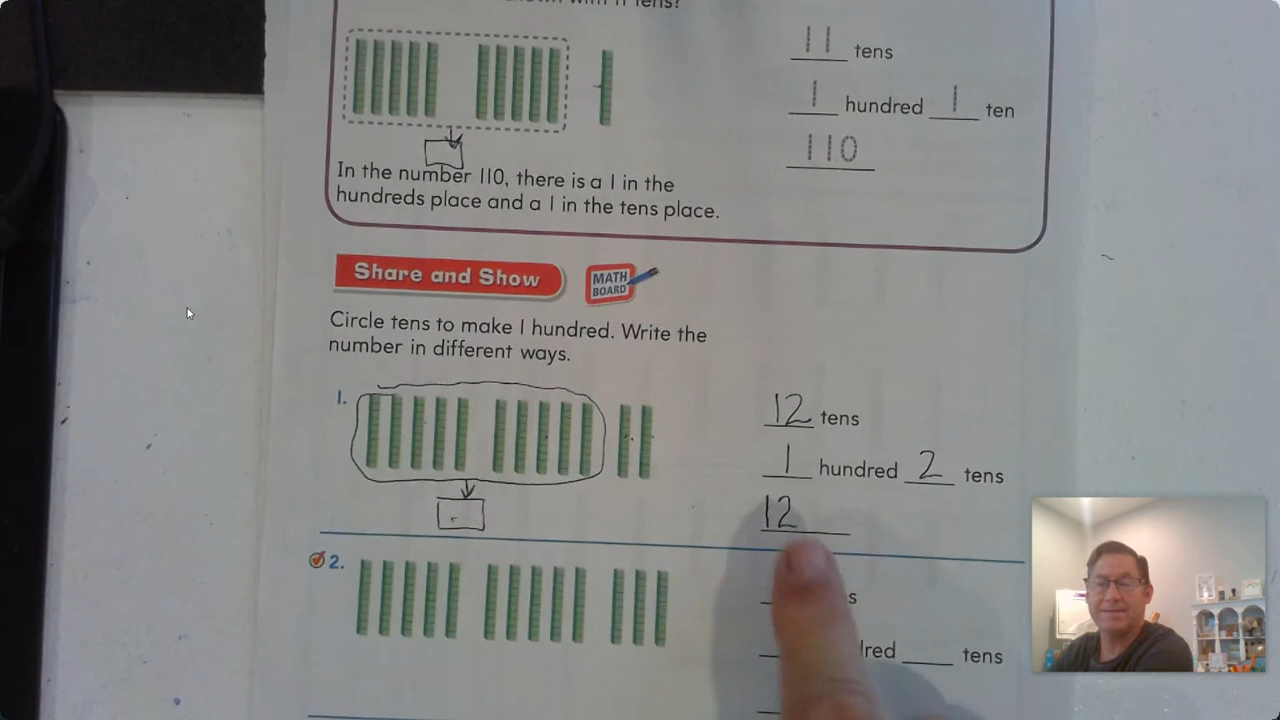 11 tens
1 hundred 1 ten
110
In the number 110, there is a 1 in the
hundreds place and a 1 in the tens place.
Share and Show
MATH
BOARD
Circle tens to make 1 hundred. Write the
number in different ways.
1.
12 tens
1 hundred 2 tens
12
2.
tens